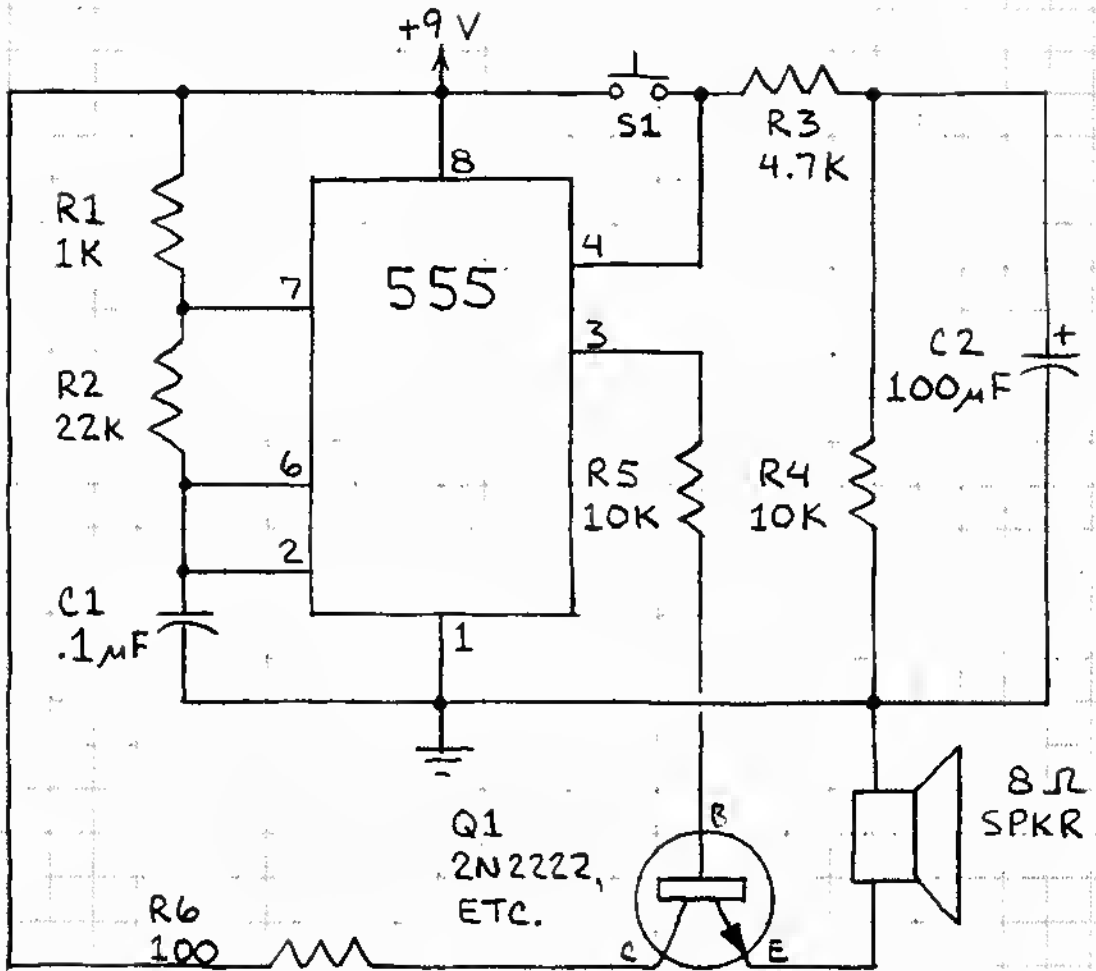 +9 V
S1
R3
4.7K
8
R1
1K
4
7
555
3
C2
100µF
+
R2
22K
6
R5
10K
R4
10K
2
C1
.1µF
1
8 Ω
SPKR
B
Q1
2N2222,
ETC.
R6
100
C
E